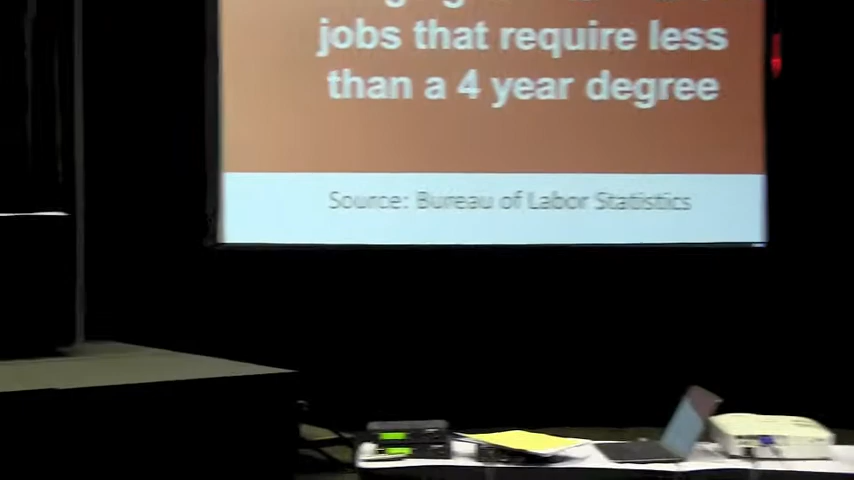 jobs that require less
than a 4 year degree
Source: Bureau of Labor Statistics